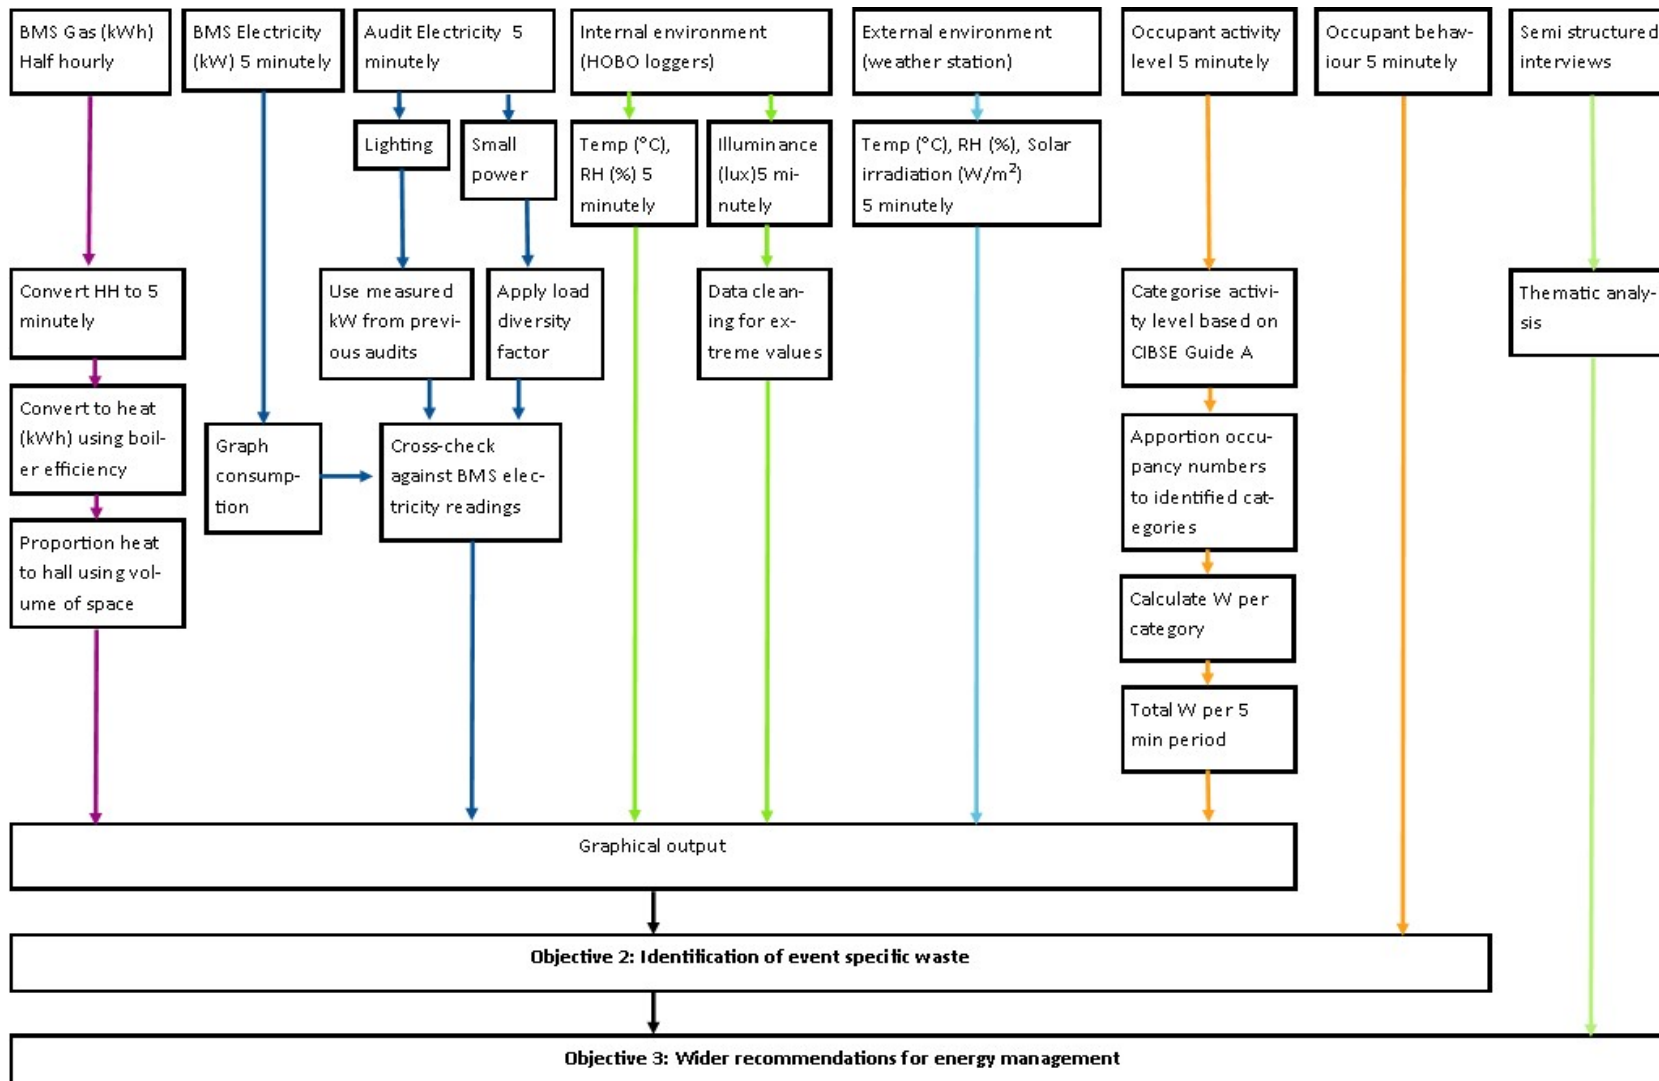 BMS Gas (kWh)
Half hourly
BMS Electricity
(kW) 5 minutely
Audit Electricity 5
minutely
Internal environment
(HOBO loggers)
External environment
(weather station)
Occupant activity
level 5 minutely
Occupant behav-
iour 5 minutely
Semi structured
interviews
Lighting
Small
power
Temp (°C),
RH (%) 5
minutely
Illuminance
(lux)5 mi-
nutely
Temp (°C), RH (%), Solar
irradiation (W/m²)
5 minutely
Convert HH to 5
minutely
Use measured
kW from previ-
ous audits
Apply load
diversity
factor
Data clean-
ing for ex-
treme values
Categorise activi-
ty level based on
CIBSE Guide A
Thematic analy-
sis
Convert to heat
(kWh) using boil-
er efficiency
Graph
consump-
tion
Cross-check
against BMS elec-
tricity readings
Apportion occu-
pancy numbers
to identified cat-
egories
Proportion heat
to hall using vol-
ume of space
Calculate W per
category
Total W per 5
min period
Graphical output
Objective 2: Identification of event specific waste
Objective 3: Wider recommendations for energy management